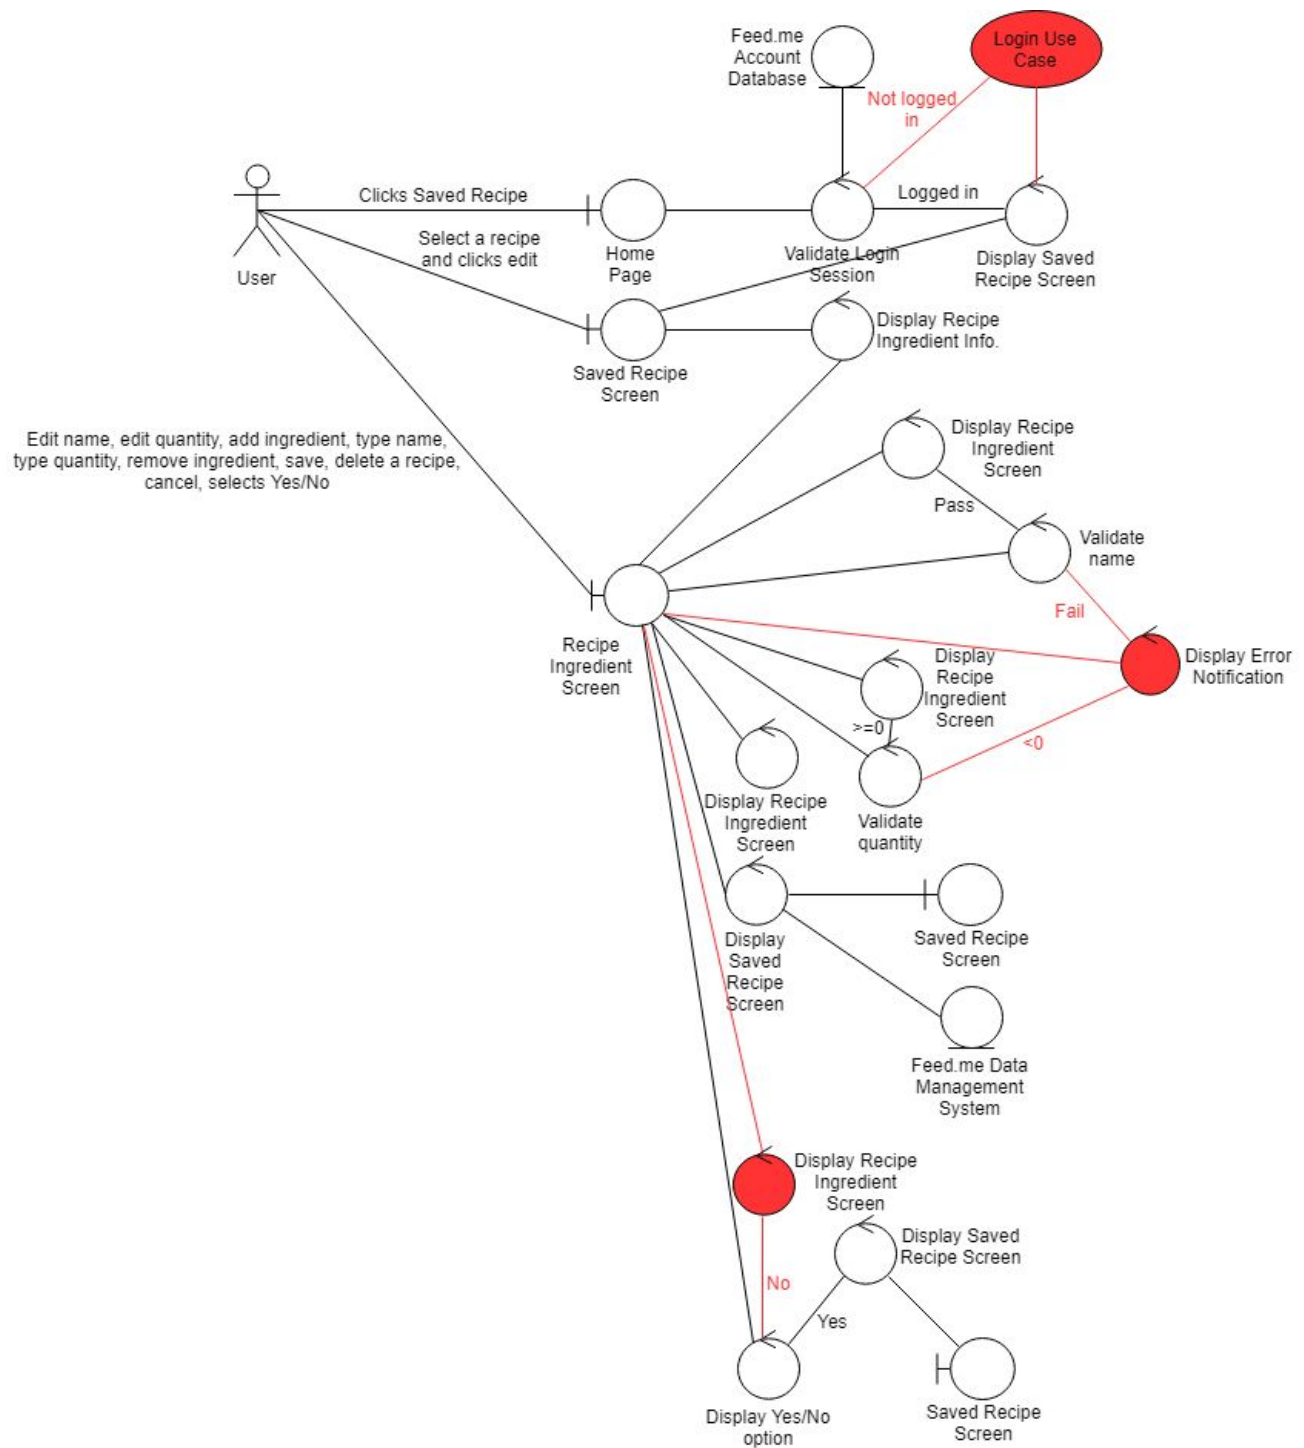 Feed.me
Account
Database
Login Use
Case
Not logged
in
Clicks Saved Recipe
Logged in
User
Select a recipe
and clicks edit
Home
Page
Validate Login
Session
Display Saved
Recipe Screen
Display Recipe
Ingredient Info.
Saved Recipe
Screen
Edit name, edit quantity, add ingredient, type name,
type quantity, remove ingredient, save, delete a recipe,
cancel, selects Yes/No
Display Recipe
Ingredient
Screen
Pass
Validate
name
Fail
Recipe
Ingredient
Screen
Display
Recipe
Ingredient
Screen
Display Error
Notification
>=0
<0
Display Recipe
Ingredient
Screen
Validate
quantity
Display
Saved
Recipe
Screen
Saved Recipe
Screen
Feed.me Data
Management
System
Display Recipe
Ingredient
Screen
Display Saved
Recipe Screen
No
Yes
Display Yes/No
option
Saved Recipe
Screen